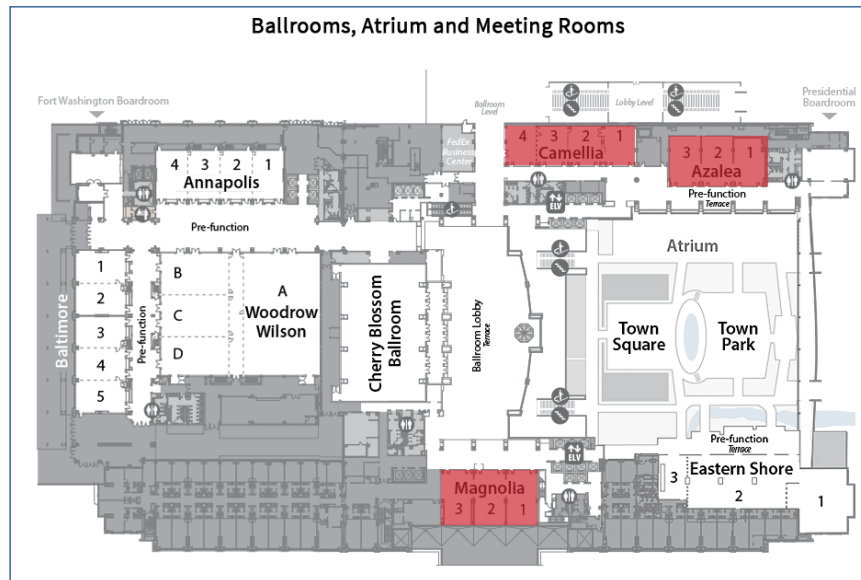 Ballrooms, Atrium and Meeting Rooms
Fort Washington Boardroom
Ballroom
Level
Lobby Level
Presidential
Boardroom
FedEx
Business
Center
4 3 2 1
Annapolis
4 3 2 1
Camellia
3 2 1
Azalea
Pre-function
Terrace
ELV
Pre-function
Atrium
Baltimore
1
2
3
4
5
Pre-function
B
C
D
A
Woodrow
Wilson
Cherry Blossom
Ballroom
Ballroom Lobby
Terrace
Town
Square
Town
Park
Pre-function
Terrace
ELV
Eastern Shore
3
2
1
Magnolia
3 2 1